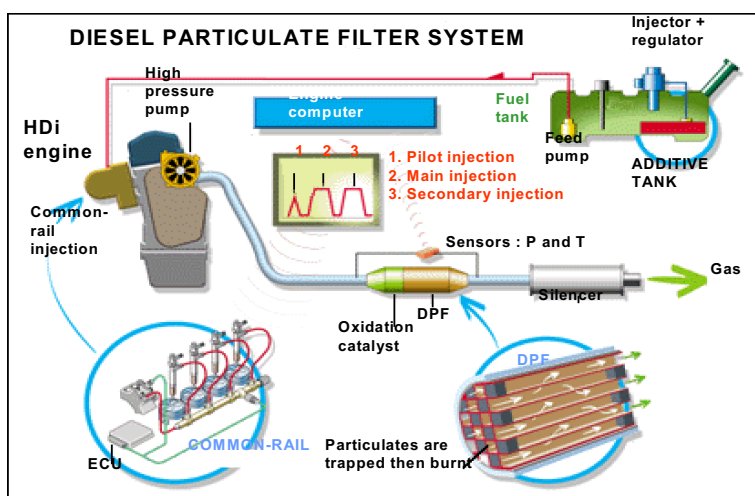 DIESEL PARTICULATE FILTER SYSTEM
Injector +
regulator
High
pressure
pump
Engine
computer
Fuel
tank
Feed
pump
ADDITIVE
TANK
HDi
engine
1 2 3
1. Pilot injection
2. Main injection
3. Secondary injection
Common-
rail
injection
Sensors : P and T
Gas
Silencer
DPF
Oxidation
catalyst
DPF
COMMON-RAIL
ECU
Particulates are
trapped then burnt